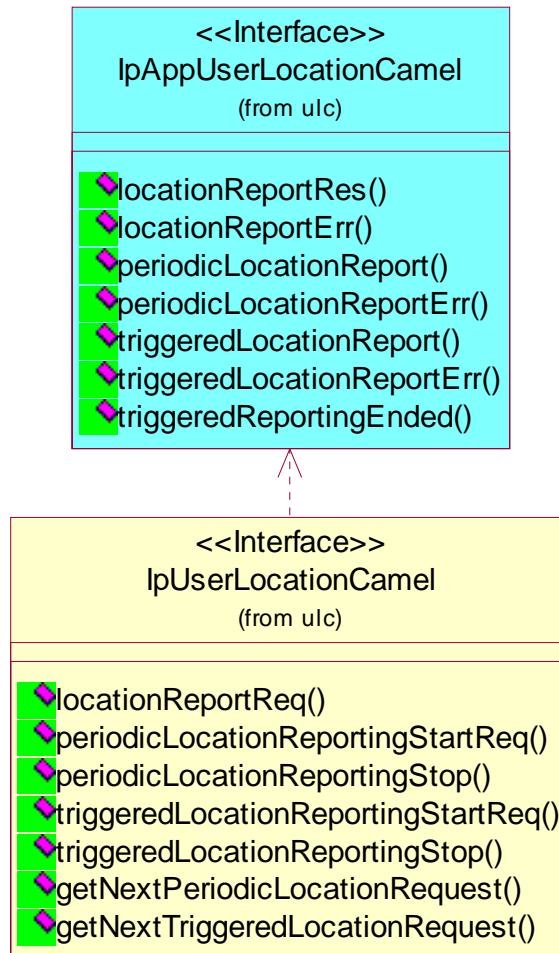 <<Interface>>
IpAppUserLocationCamel
(from ulc)
locationReportRes()
locationReportErr()
periodicLocationReport()
periodicLocationReportErr()
triggeredLocationReport()
triggeredLocationReportErr()
triggeredReportingEnded()
<<Interface>>
IpUserLocationCamel
(from ulc)
locationReportReq()
periodicLocationReportingStartReq()
periodicLocationReportingStop()
triggeredLocationReportingStartReq()
triggeredLocationReportingStop()
getNextPeriodicLocationRequest()
getNextTriggeredLocationRequest()